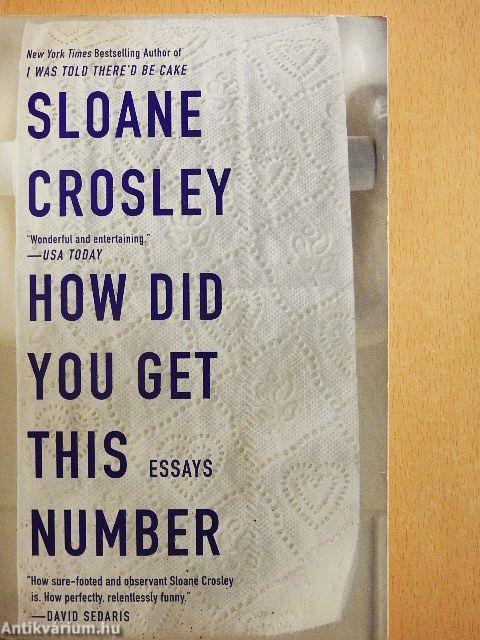 New York Times Bestselling Author of
I WAS TOLD THERE'D BE CAKE
SLOANE
CROSLEY
"Wonderful and entertaining."
—USA TODAY
HOW DID
YOU GET
THIS ESSAYS
NUMBER
"How sure-footed and observant Sloane Crosley
is. How perfectly, relentlessly funny."
—DAVID SEDARIS
Antikvarium.hu